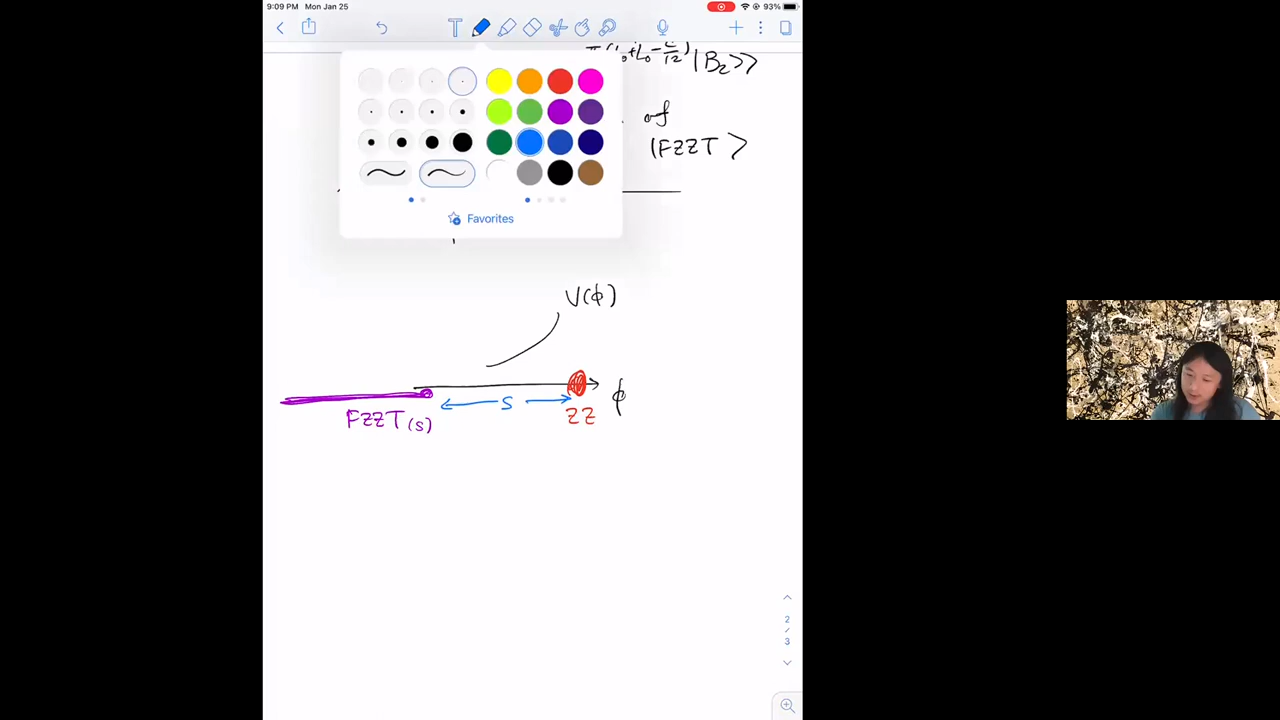 9:09 PM Mon Jan 25
93%
T
|B₂>>
of
|FZZT >
Favorites
V(φ)
S
ϕ
FZZT(s)
ZZ
2
/
3